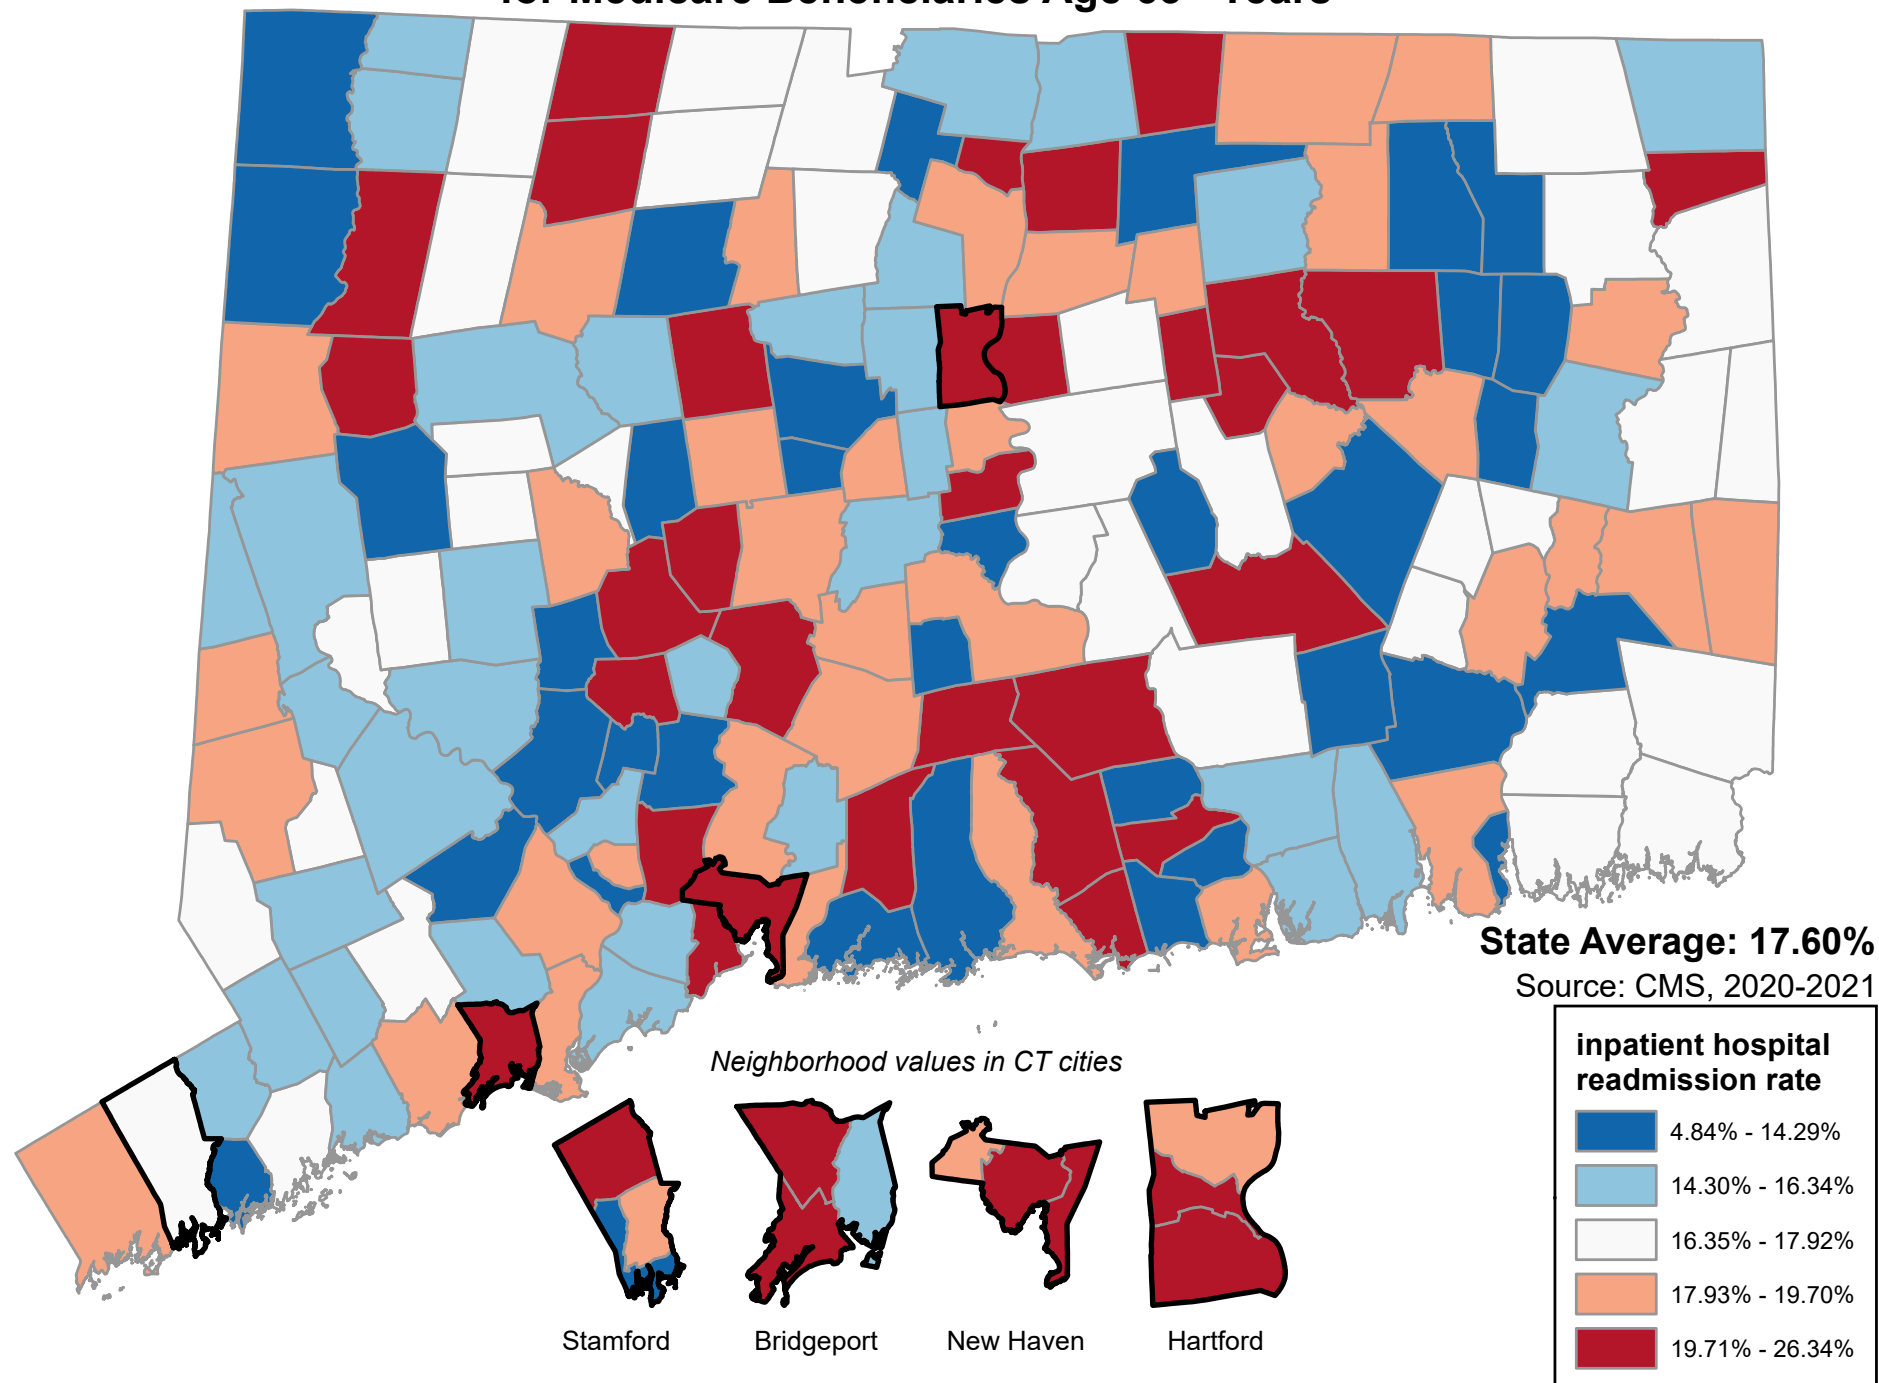 for Medicare Beneficiaries Age 65+ Years
State Average: 17.60%
Source: CMS, 2020-2021
Neighborhood values in CT cities
inpatient hospital
readmission rate
4.84% - 14.29%
14.30% - 16.34%
16.35% - 17.92%
17.93% - 19.70%
19.71% - 26.34%
Stamford
Bridgeport
New Haven
Hartford